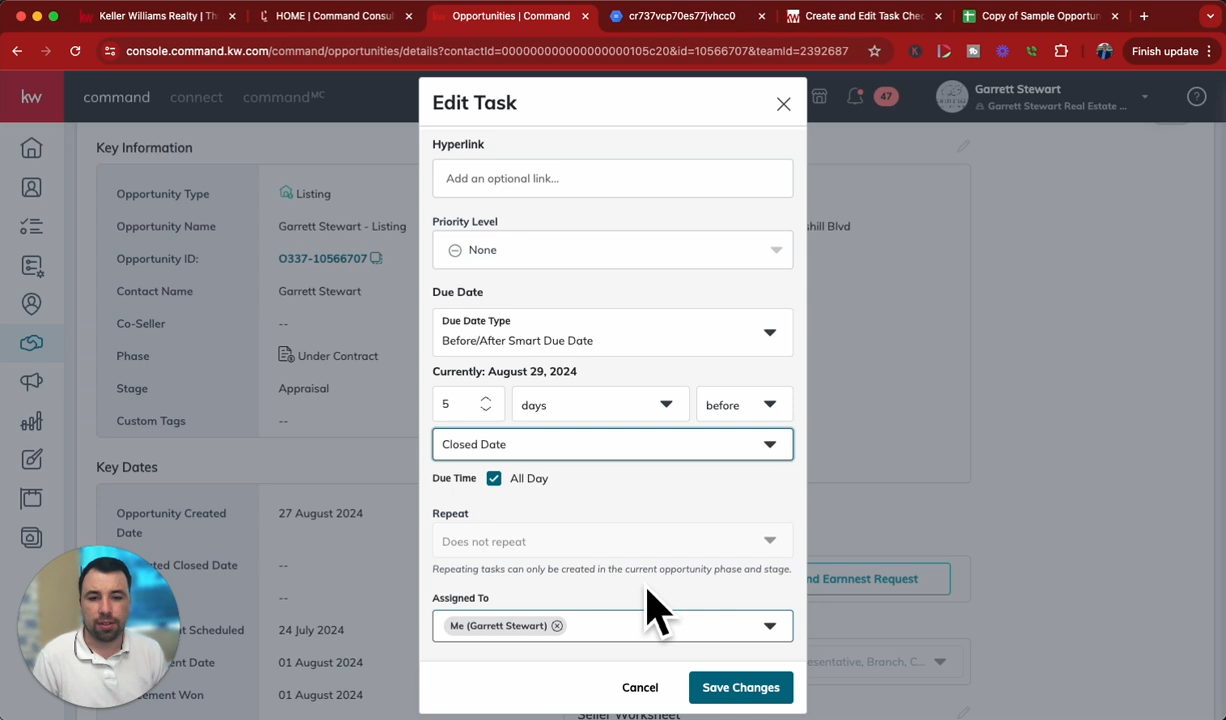 Keller Williams Realty | Th
HOME | Command Consul
Opportunities | Command
cr737vcp70es77jvhcc0
Create and Edit Task Chec
Copy of Sample Opportun
console.command.kw.com/command/opportunities/details?contactId=000000000000000000105c20&id=10566707&teamId=2392687
Finish update
kw
command
connect
command MC
47
Garrett Stewart
Garrett Stewart Real Estate ...
Edit Task
Hyperlink
Add an optional link...
Priority Level
None
Due Date
Due Date Type
Before/After Smart Due Date
Currently: August 29, 2024
5
days
before
Closed Date
Due Time
All Day
Repeat
Does not repeat
Repeating tasks can only be created in the current opportunity phase and stage.
Assigned To
Me (Garrett Stewart)
Cancel
Save Changes
Key Information
Opportunity Type
Listing
Opportunity Name
Garrett Stewart - Listing
Opportunity ID:
O337-10566707
Contact Name
Garrett Stewart
Co-Seller
--
Phase
Under Contract
Stage
Appraisal
Custom Tags
--
Key Dates
Opportunity Created
Date
27 August 2024
ted Closed Date
--
--
t Scheduled
24 July 2024
ent Date
01 August 2024
ement Won
01 August 2024
hill Blvd
nd Earnnest Request
esentative, Branch, C...
Seller Worksheet